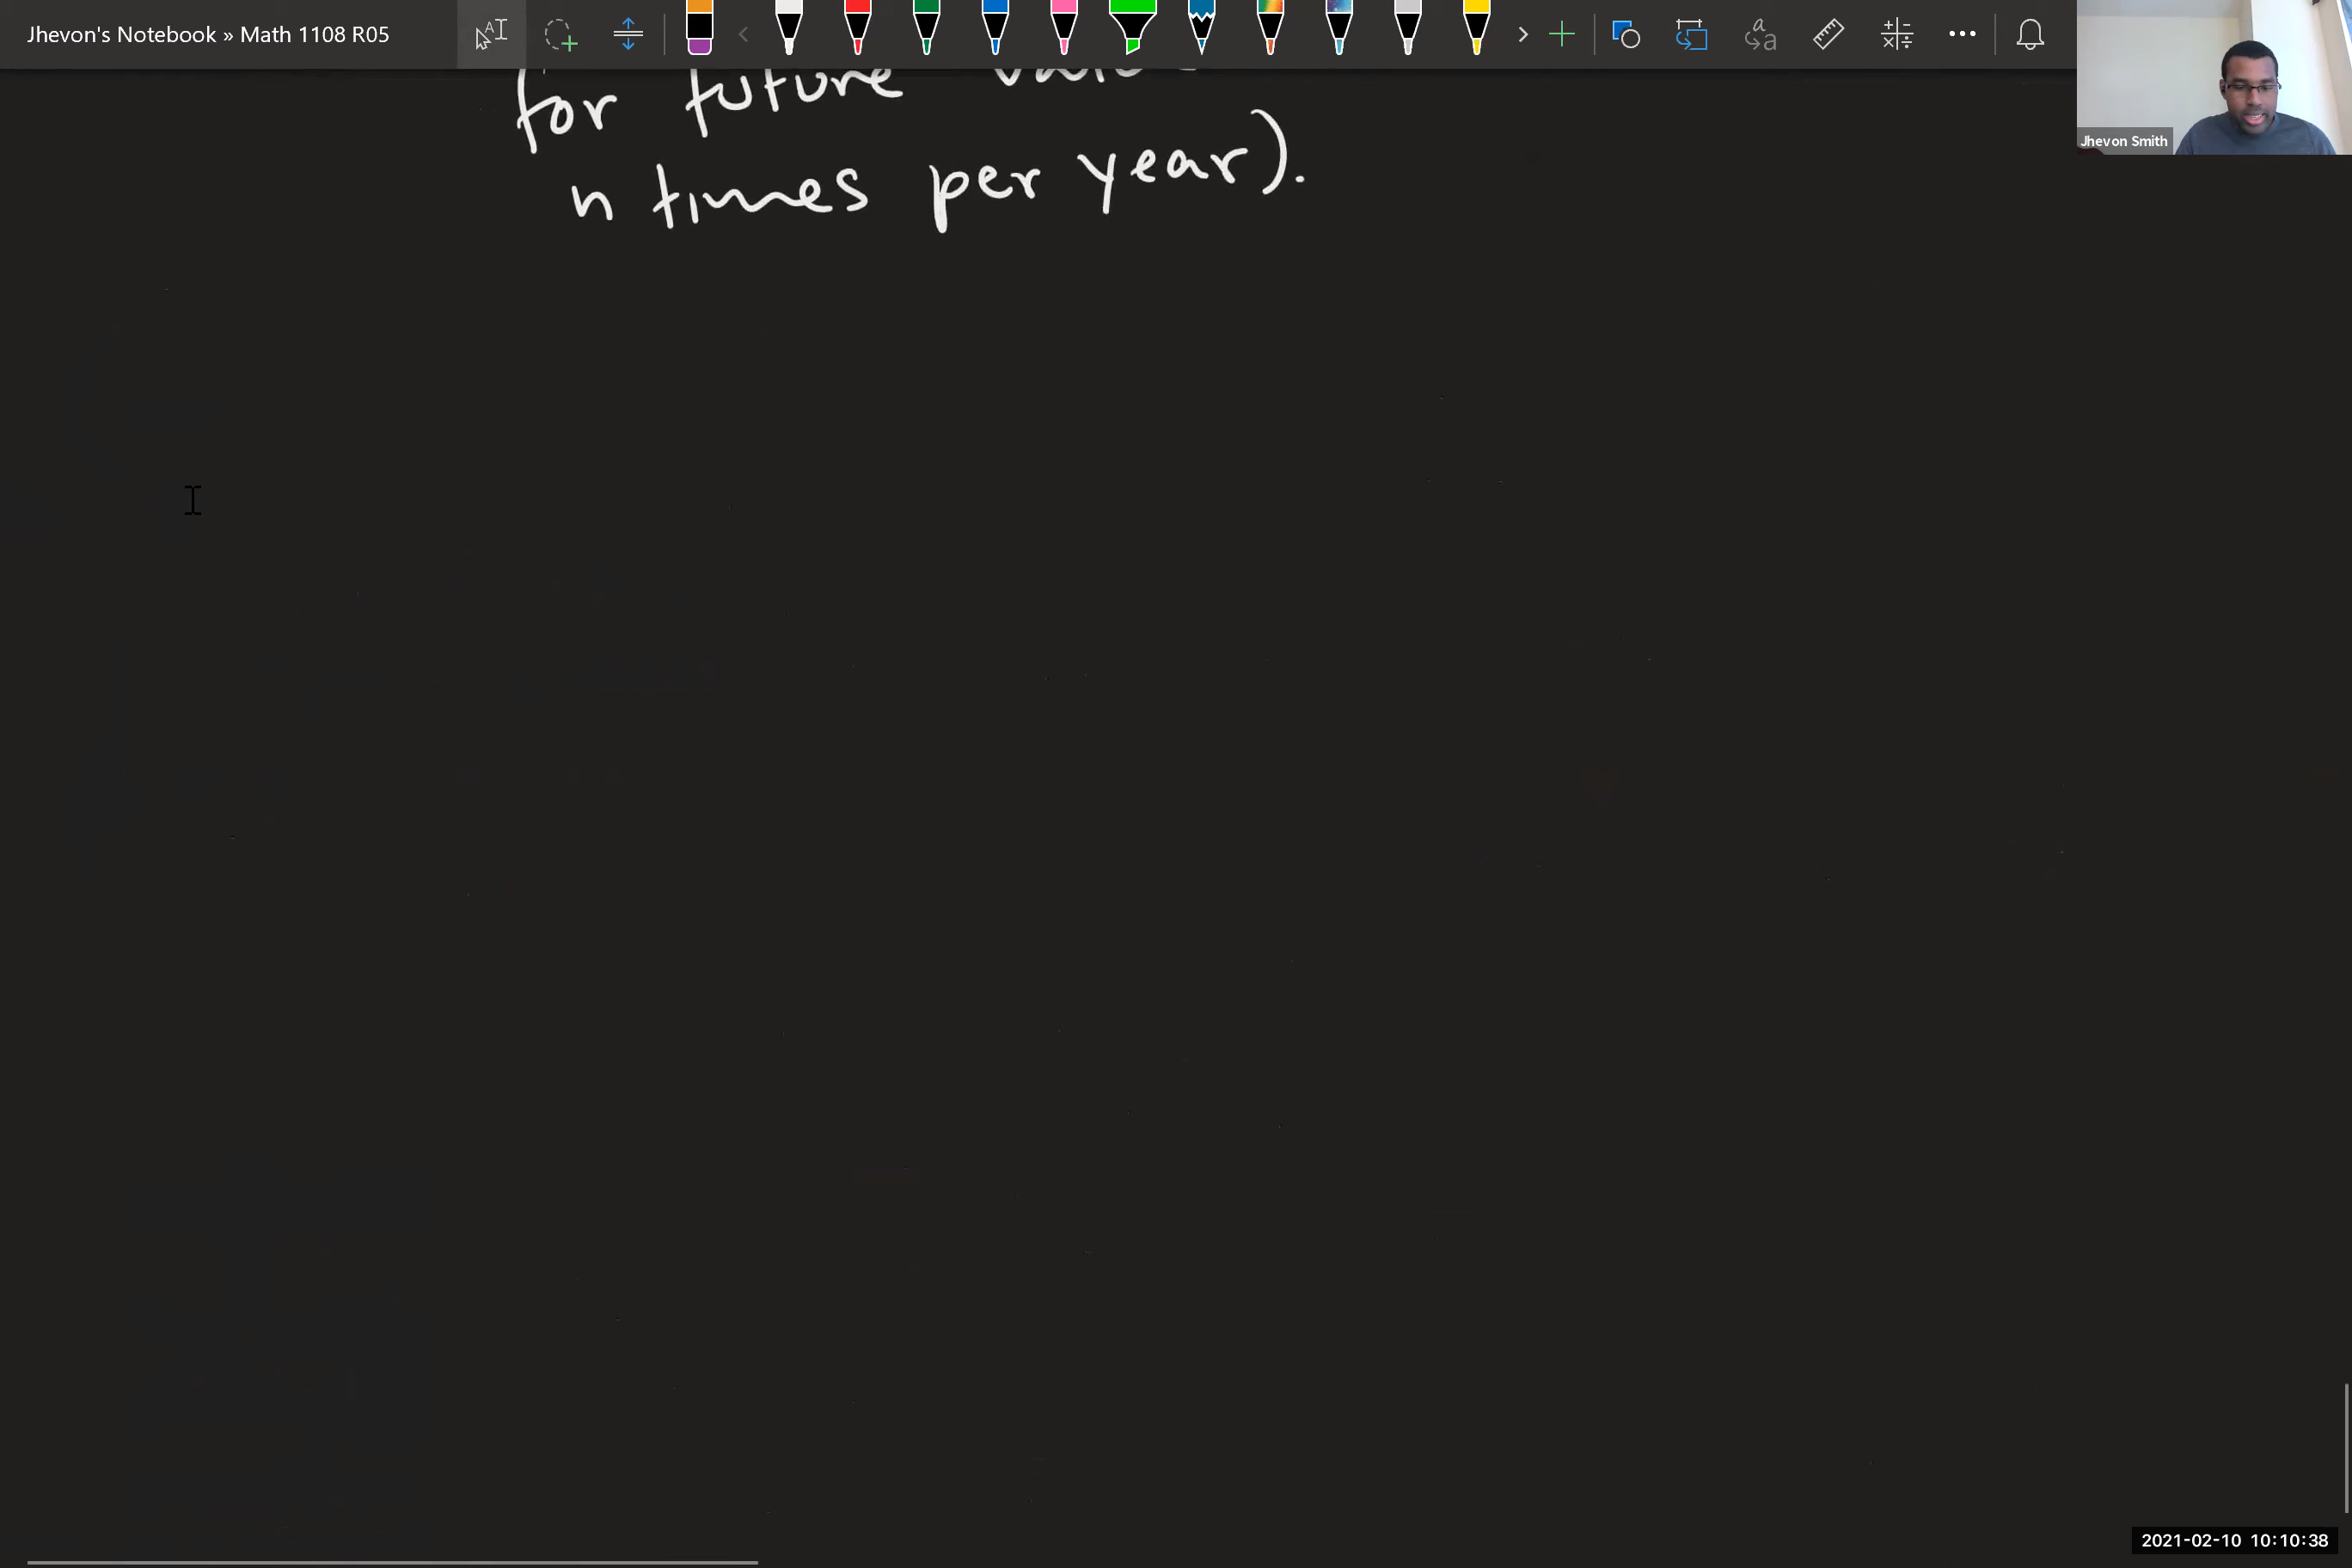 Jhevon's Notebook » Math 1108 R05
Jhevon Smith
for future
n times per year).
2021-02-10 10:10:38